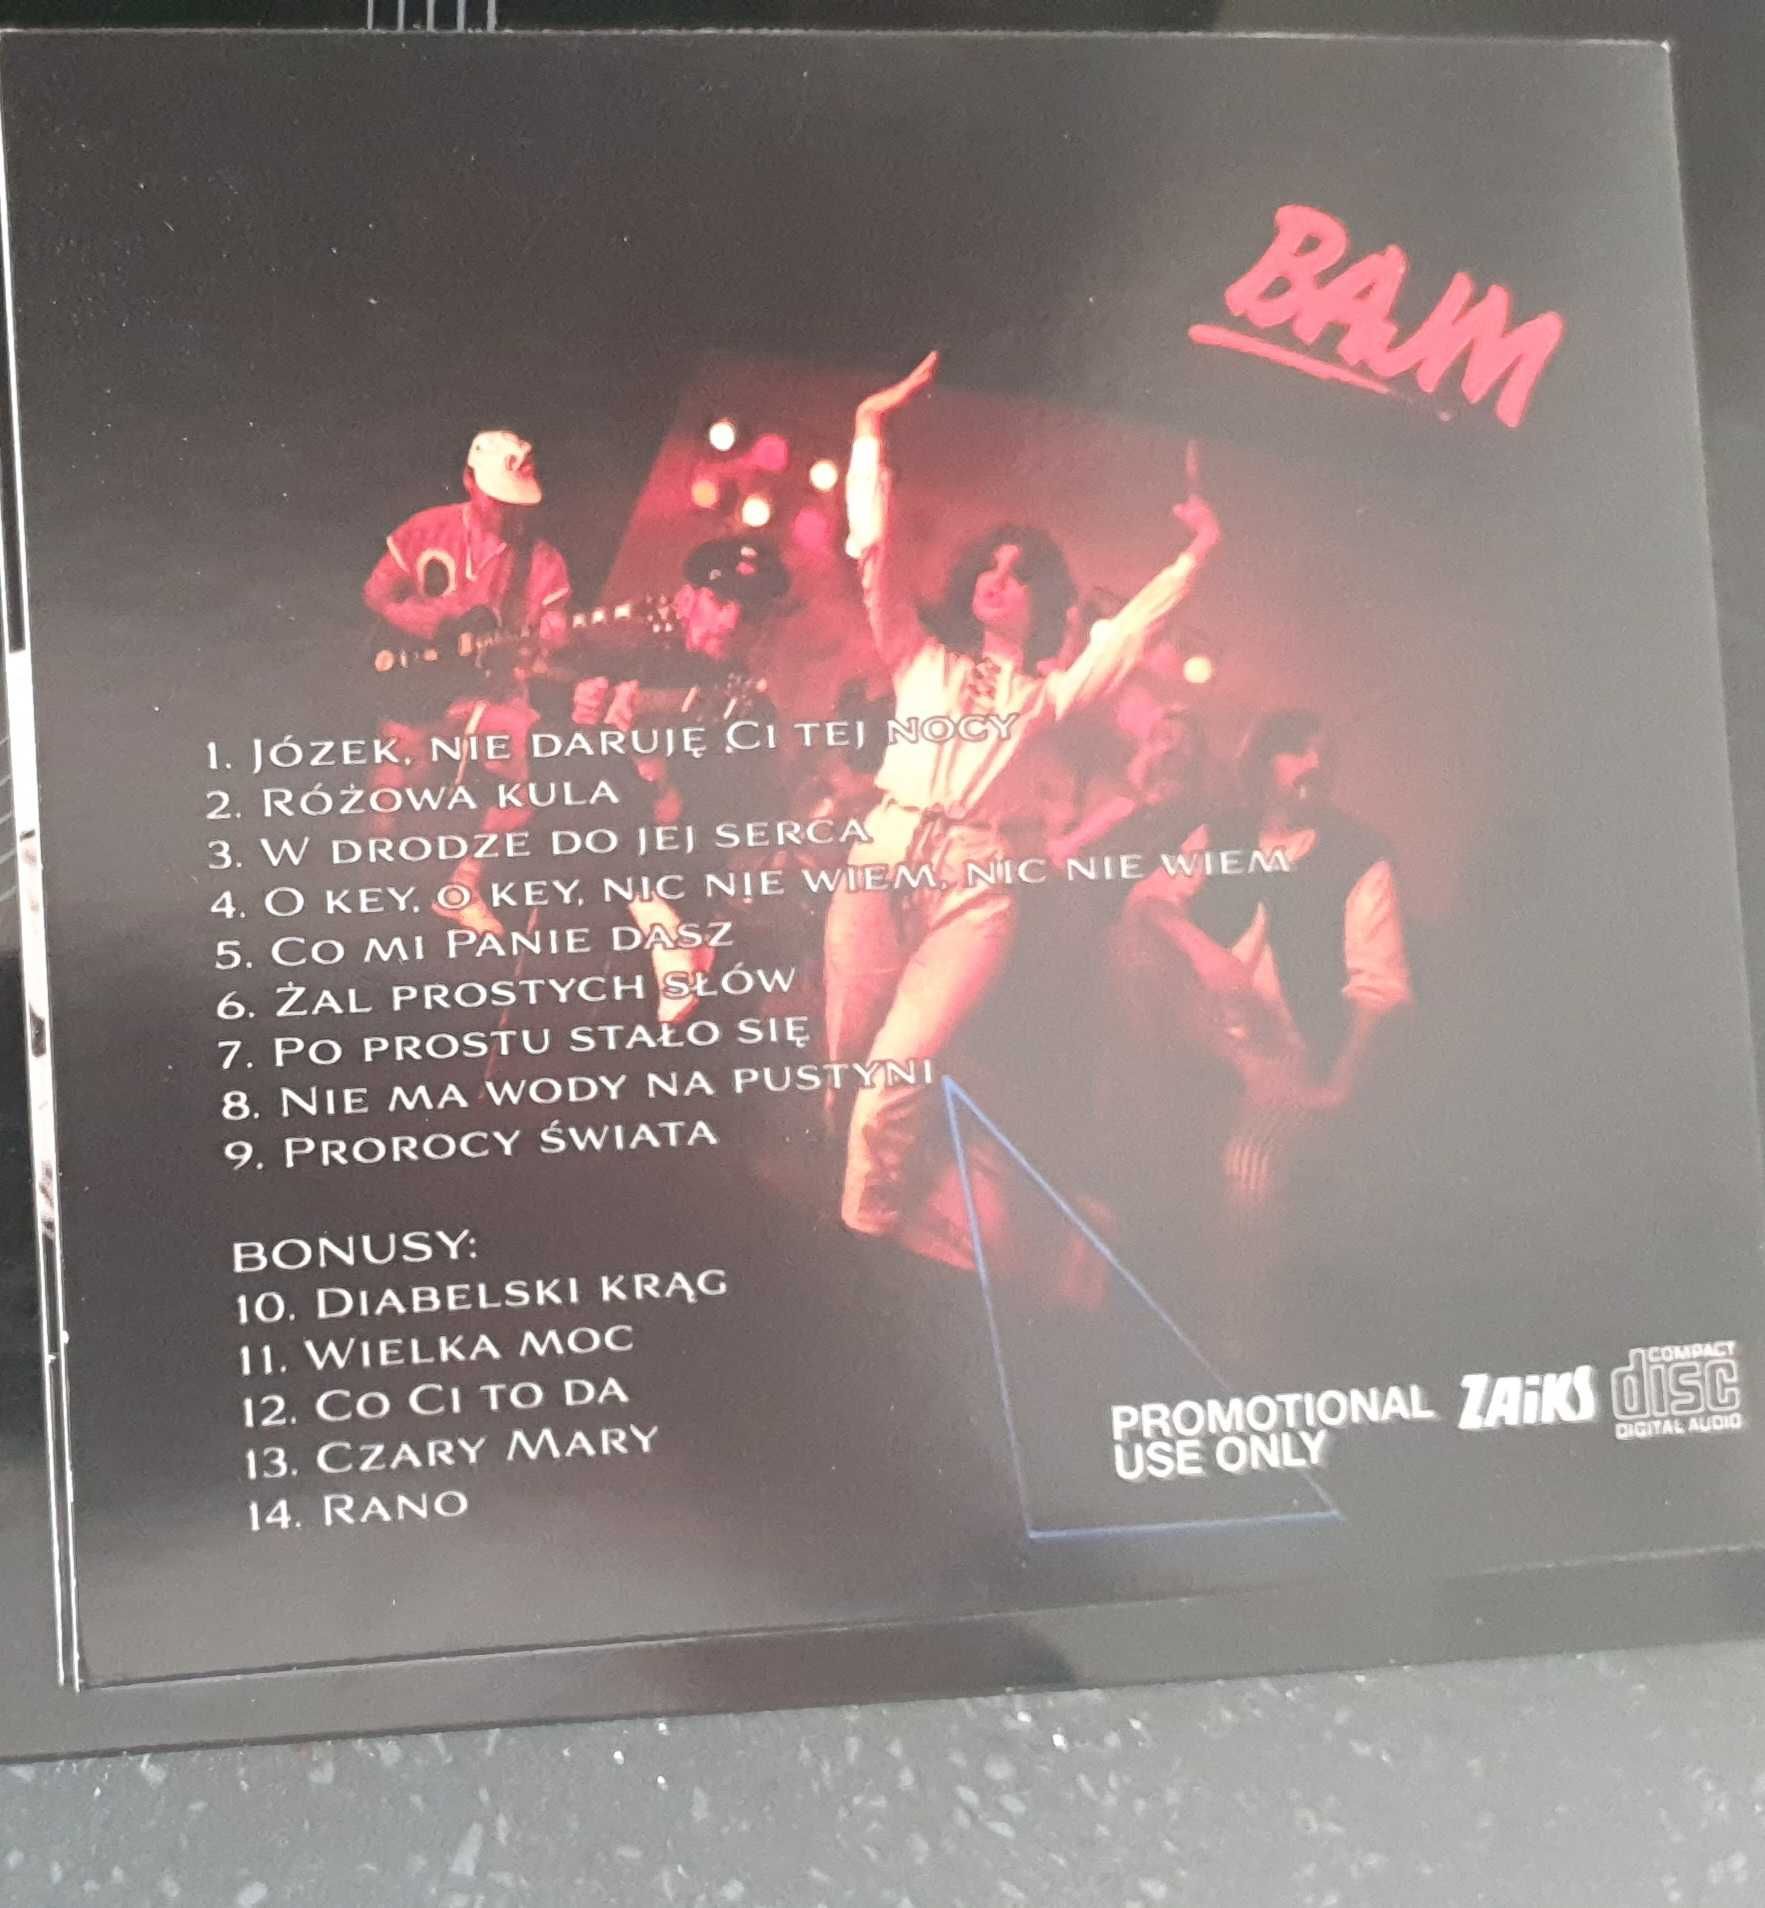 BAJM
1. Józek, nie daruję Ci tej nocy
2. Różowa kula
3. W drodze do jej serca
4. O key, o key, nic nie wiem, nic nie wiem
5. Co mi Panie dasz
6. Żal prostych słów
7. Po prostu stało się
8. Nie ma wody na pustyni
9. Prorocy świata
BONUSY:
10. Diabelski krąg
11. Wielka moc
12. Co Ci to da
13. Czary Mary
14. Rano
PROMOTIONAL
USE ONLY
ZAiKS
COMPACT
disc
DIGITAL AUDIO